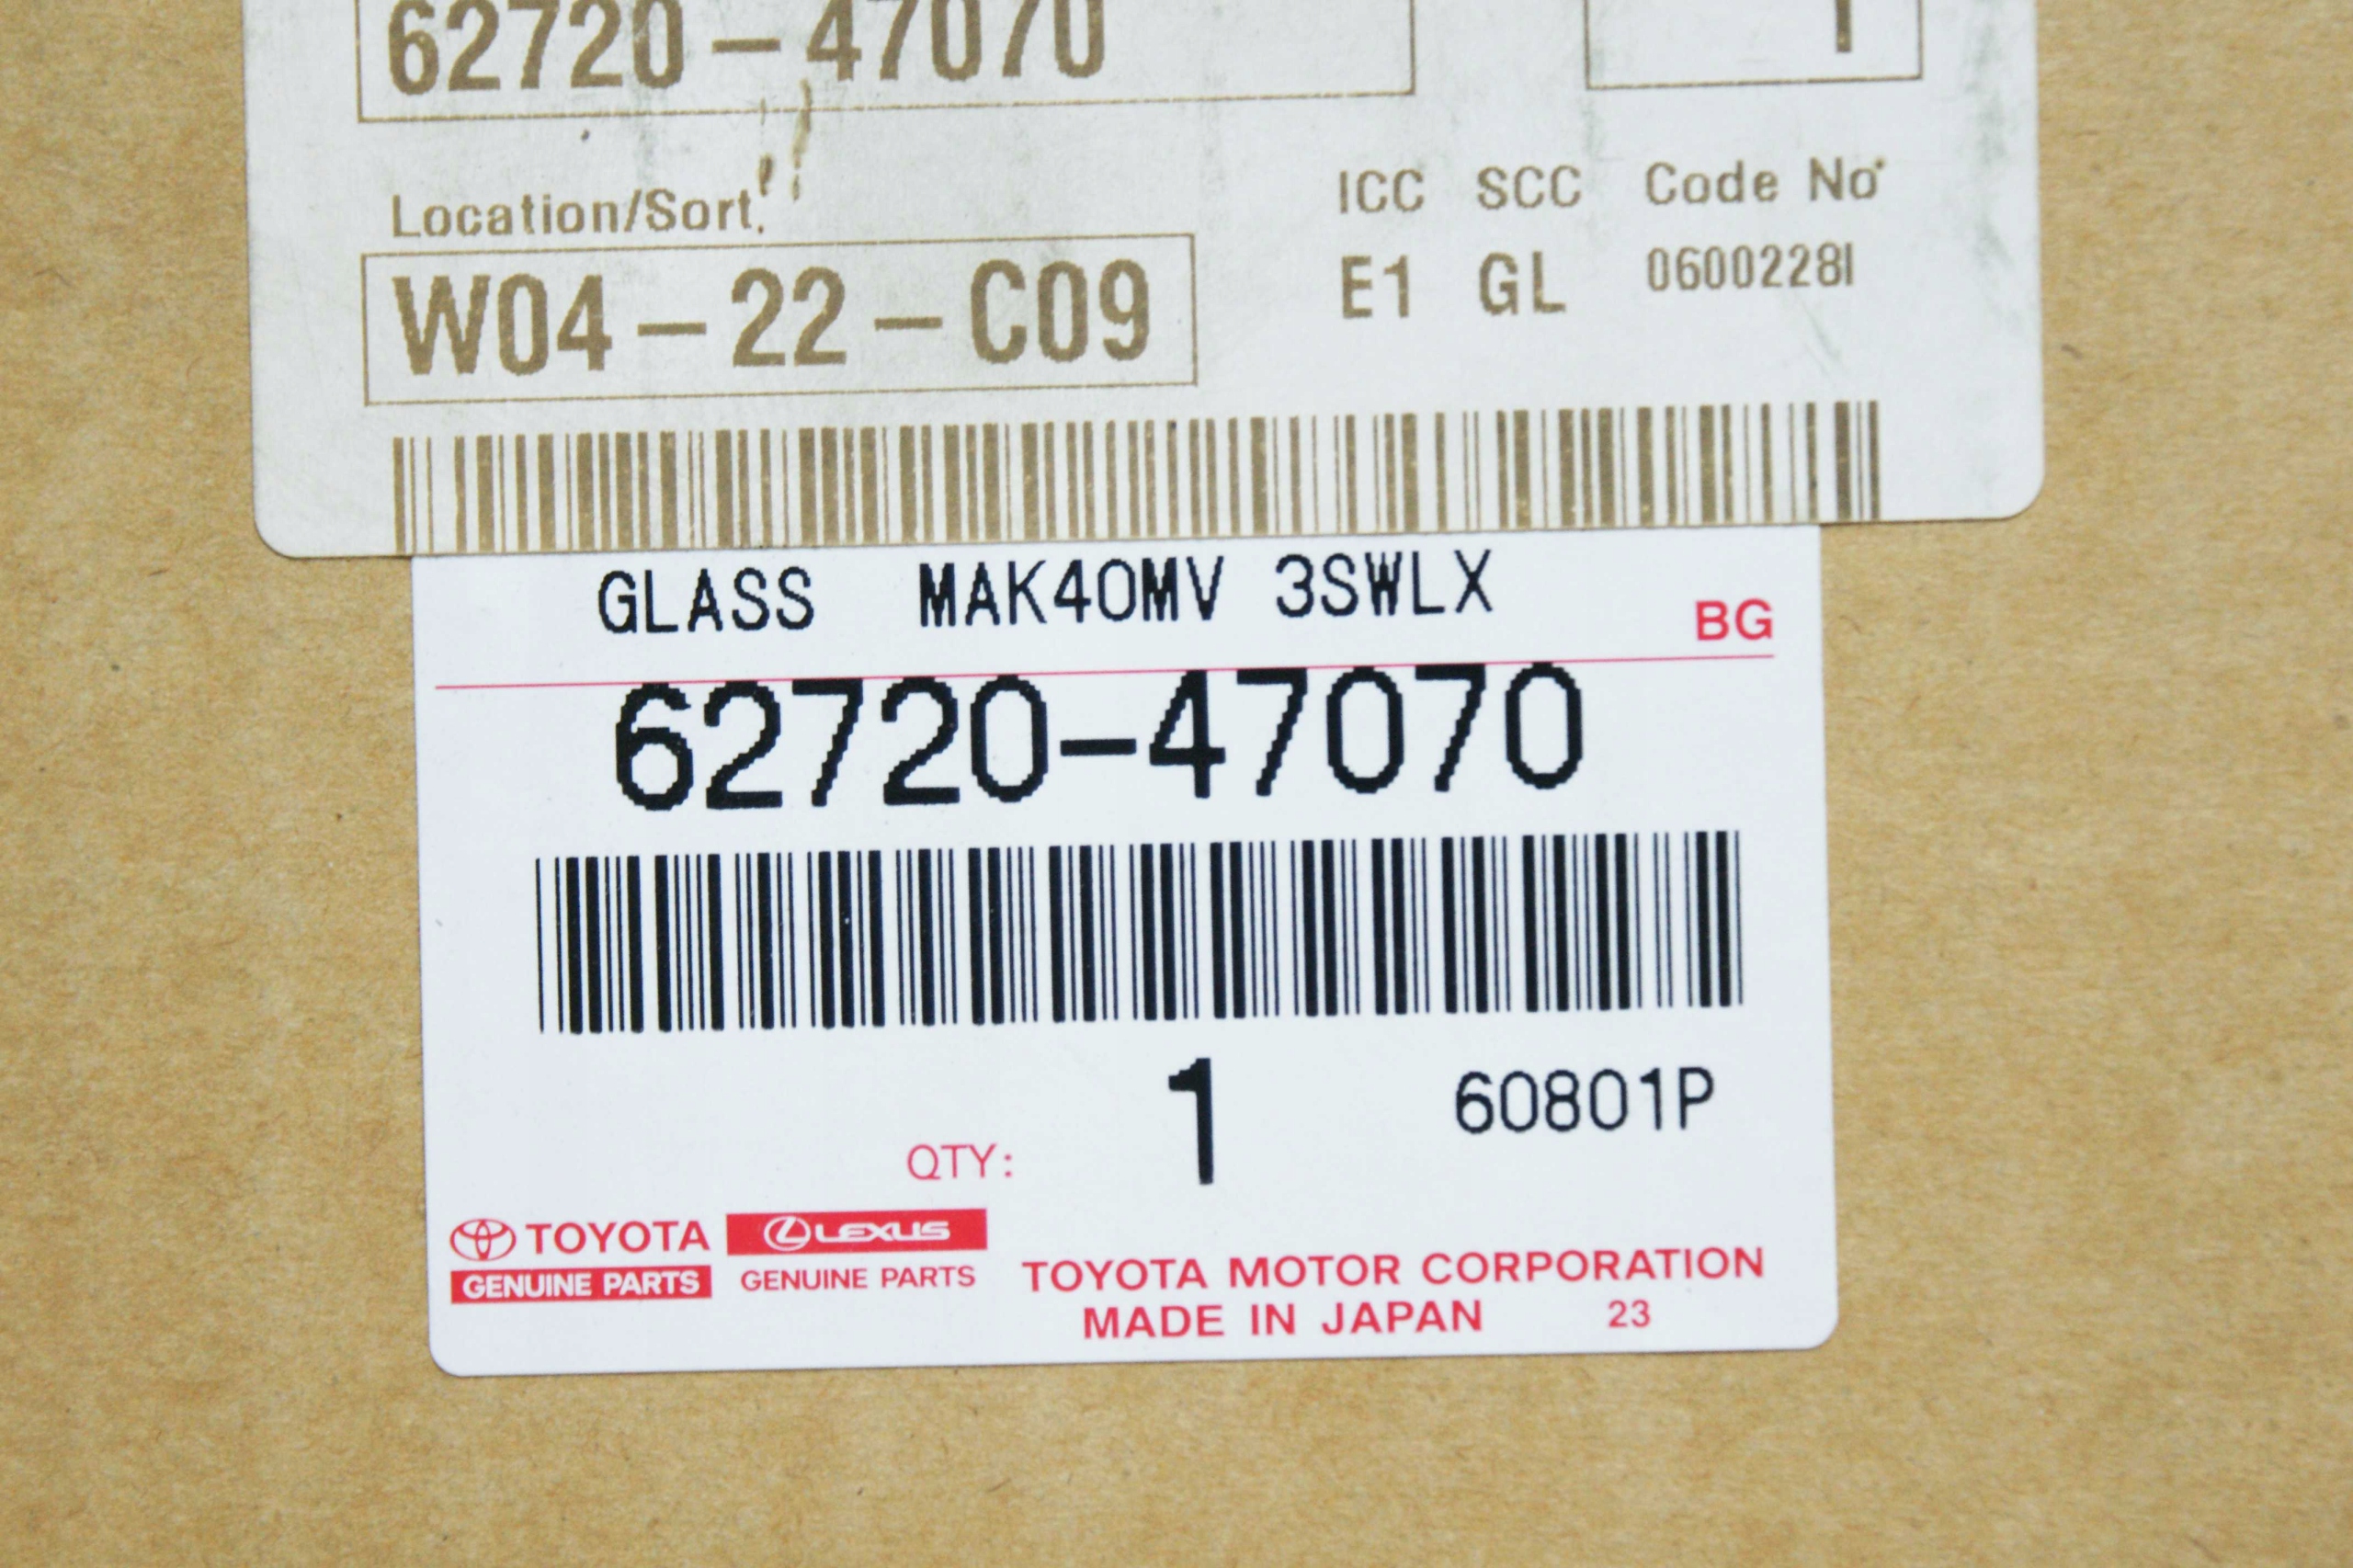 62720-47070 1
Location/Sort.
ICC SCC Code No.
W04-22-C09
E1 GL 0600228I
GLASS MAK40MV 3SWLX
BG
62720-47070
1
60801P
QTY:
TOYOTA
GENUINE PARTS
LEXUS
GENUINE PARTS
TOYOTA MOTOR CORPORATION
MADE IN JAPAN 23